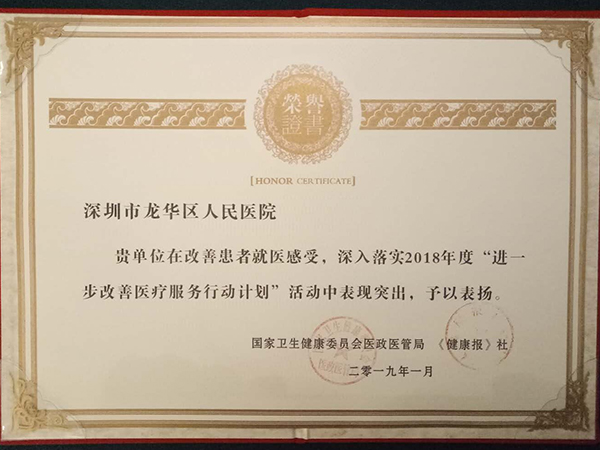 榮譽
證書
[HONOR CERTIFICATE]
深圳市龙华区人民医院
贵单位在改善患者就医感受，深入落实2018年度“进一
步改善医疗服务行动计划”活动中表现突出，予以表扬。
国家卫生健康委员会医政医管局 《健康报》社
二零一九年一月